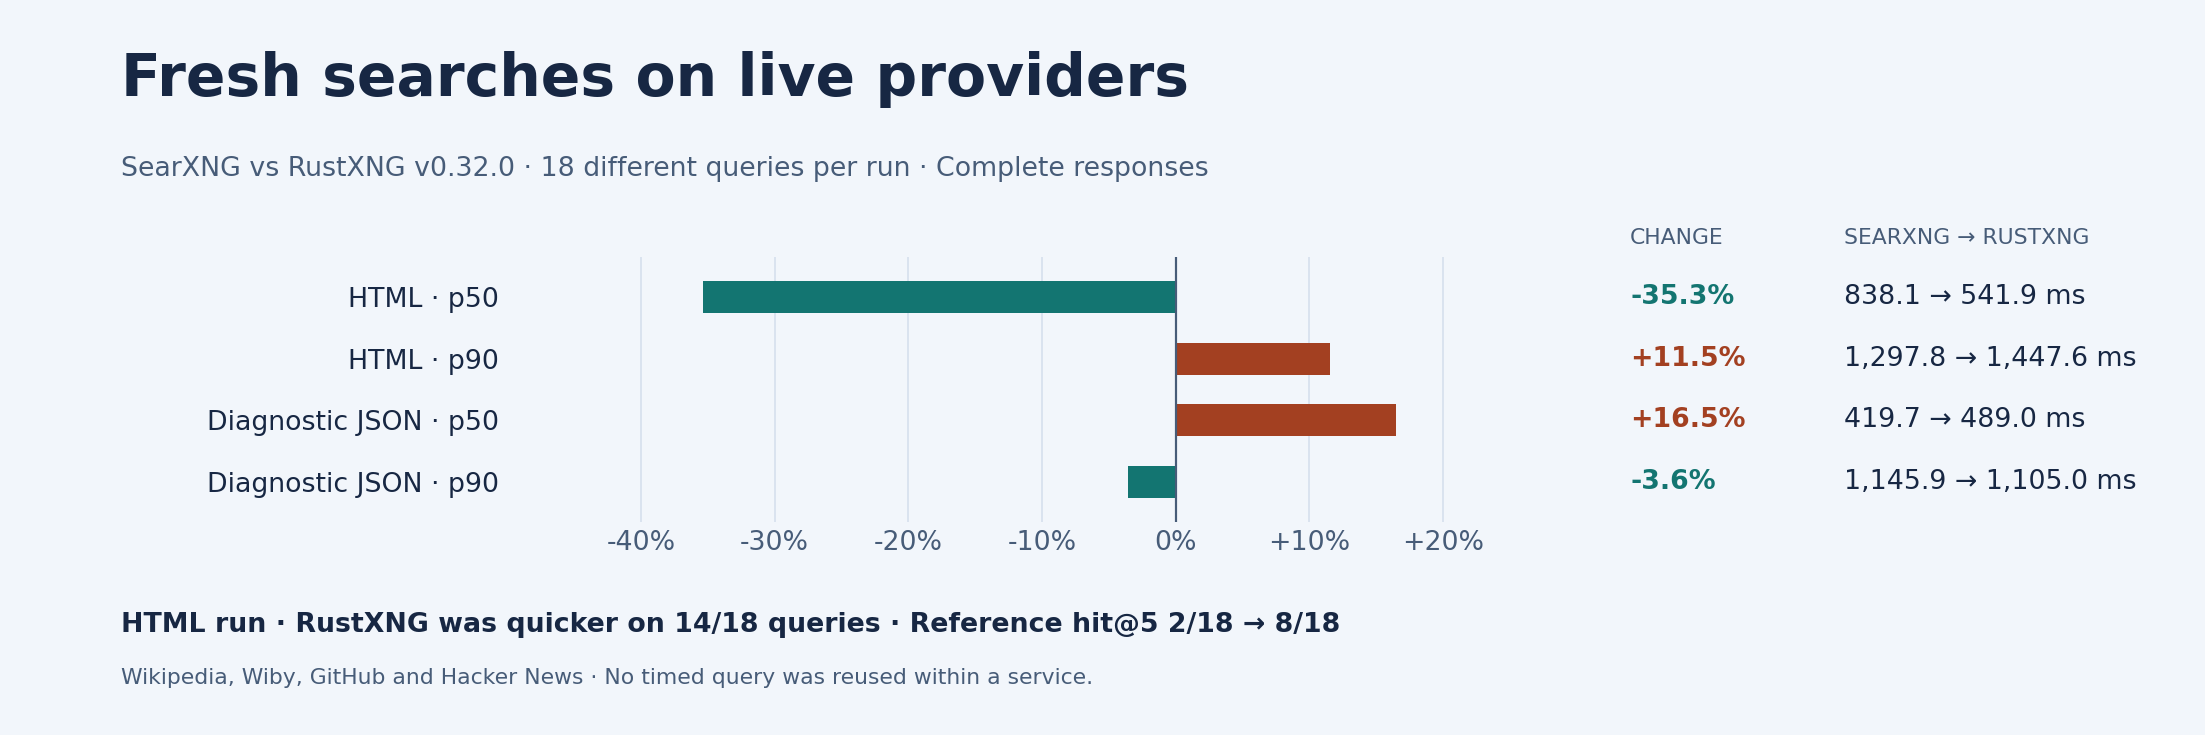 Fresh searches on live providers
SearXNG vs RustXNG v0.32.0 · 18 different queries per run · Complete responses
CHANGE SEARXNG → RUSTXNG
HTML · p50 -35.3% 838.1 → 541.9 ms
HTML · p90 +11.5% 1,297.8 → 1,447.6 ms
Diagnostic JSON · p50 +16.5% 419.7 → 489.0 ms
Diagnostic JSON · p90 -3.6% 1,145.9 → 1,105.0 ms
-40% -30% -20% -10% 0% +10% +20%
HTML run · RustXNG was quicker on 14/18 queries · Reference hit@5 2/18 → 8/18
Wikipedia, Wiby, GitHub and Hacker News · No timed query was reused within a service.